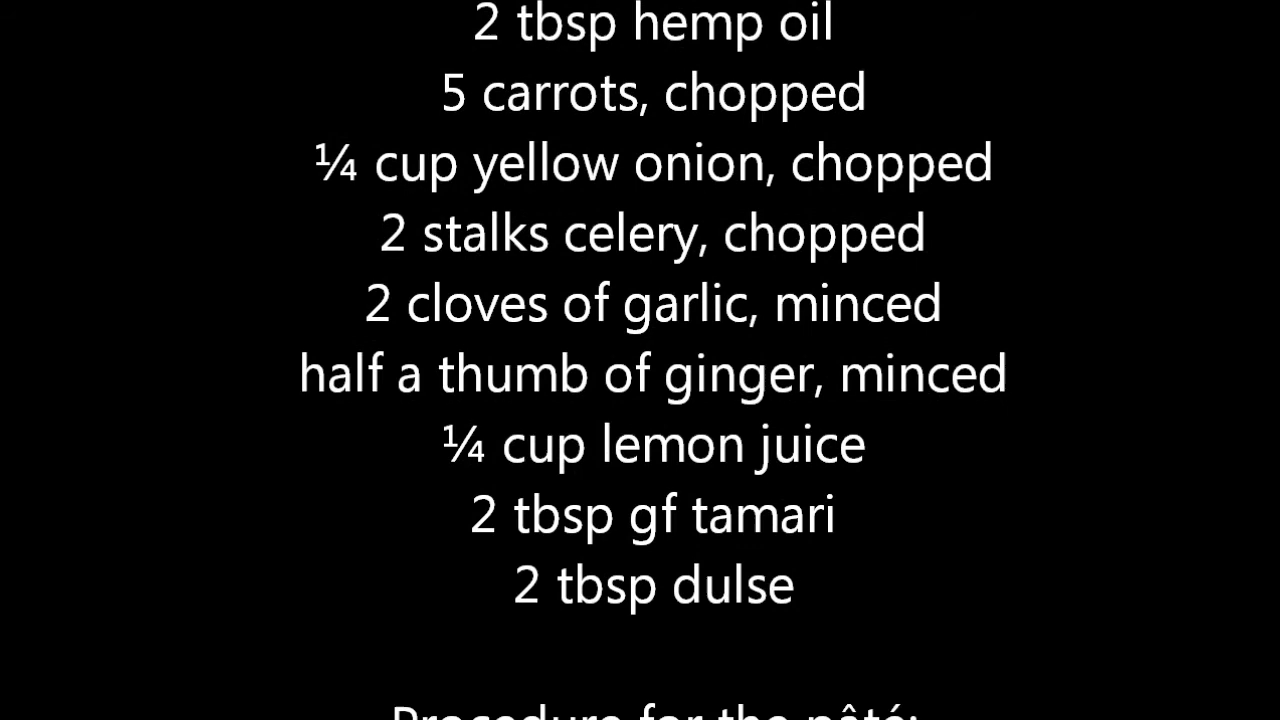 2 tbsp hemp oil
5 carrots, chopped
¼ cup yellow onion, chopped
2 stalks celery, chopped
2 cloves of garlic, minced
half a thumb of ginger, minced
¼ cup lemon juice
2 tbsp gf tamari
2 tbsp dulse
Procedure for the pâté: